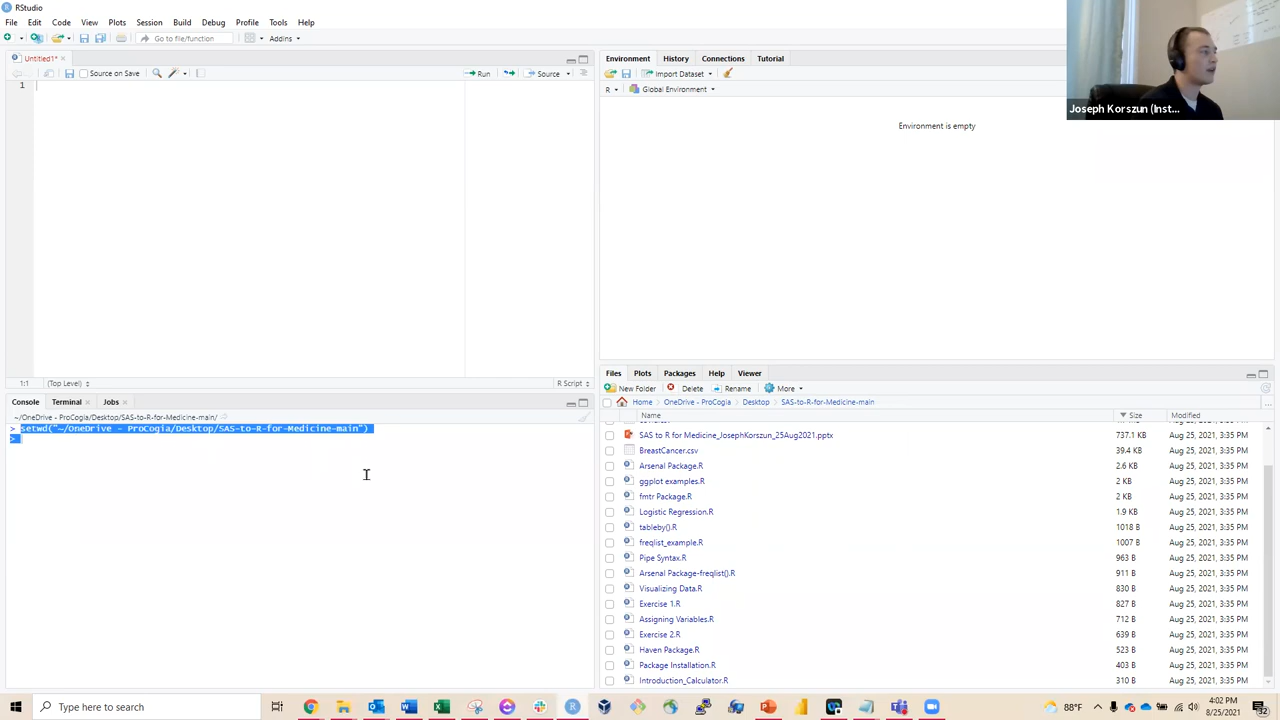 RStudio
File Edit Code View Plots Session Build Debug Profile Tools Help
Go to file/function Addins
Untitled1*
Source on Save Run Source
1
1:1 (Top Level) R Script
Console Terminal Jobs
~/OneDrive - ProCogia/Desktop/SAS-to-R-for-Medicine-main/
> setwd("~/OneDrive - ProCogia/Desktop/SAS-to-R-for-Medicine-main")
>
Environment History Connections Tutorial
Import Dataset
R Global Environment
Environment is empty
Joseph Korszun (Inst...
Files Plots Packages Help Viewer
New Folder Delete Rename More
Home OneDrive - ProCogia Desktop SAS-to-R-for-Medicine-main ...
Name Size Modified
SAS to R for Medicine_JosephKorszun_25Aug2021.pptx 737.1 KB Aug 25, 2021, 3:35 PM
BreastCancer.csv 39.4 KB Aug 25, 2021, 3:35 PM
Arsenal Package.R 2.6 KB Aug 25, 2021, 3:35 PM
ggplot examples.R 2 KB Aug 25, 2021, 3:35 PM
fmtr Package.R 2 KB Aug 25, 2021, 3:35 PM
Logistic Regression.R 1.9 KB Aug 25, 2021, 3:35 PM
tableby().R 1018 B Aug 25, 2021, 3:35 PM
freqlist_example.R 1007 B Aug 25, 2021, 3:35 PM
Pipe Syntax.R 963 B Aug 25, 2021, 3:35 PM
Arsenal Package-freqlist().R 911 B Aug 25, 2021, 3:35 PM
Visualizing Data.R 830 B Aug 25, 2021, 3:35 PM
Exercise 1.R 827 B Aug 25, 2021, 3:35 PM
Assigning Variables.R 712 B Aug 25, 2021, 3:35 PM
Exercise 2.R 639 B Aug 25, 2021, 3:35 PM
Haven Package.R 523 B Aug 25, 2021, 3:35 PM
Package Installation.R 403 B Aug 25, 2021, 3:35 PM
Introduction_Calculator.R 310 B Aug 25, 2021, 3:35 PM
Type here to search
88°F
4:02 PM
8/25/2021
32